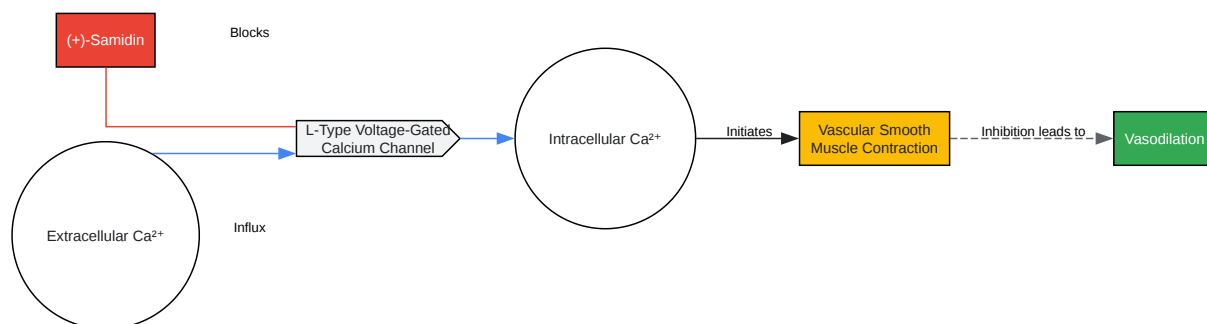 (+)-Samidin
Blocks
L-Type Voltage-Gated
Calcium Channel
Extracellular Ca²⁺
Influx
Intracellular Ca²⁺
Initiates
Vascular Smooth
Muscle Contraction
Inhibition leads to
Vasodilation